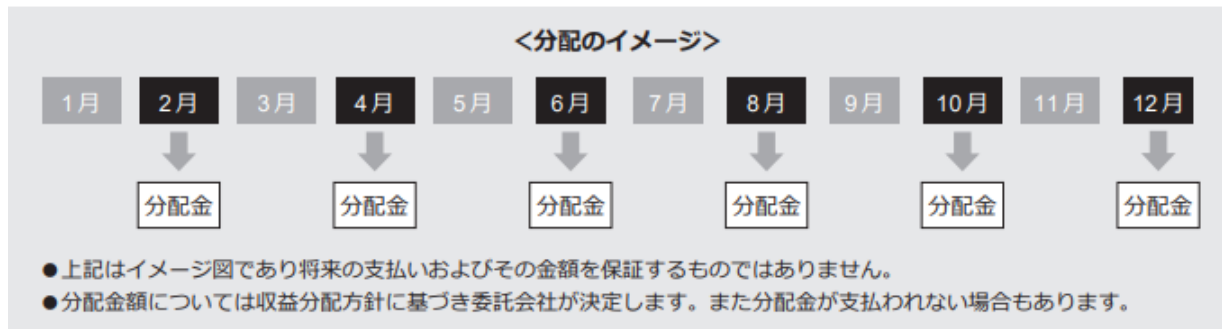 <分配のイメージ>
1月 2月 3月 4月 5月 6月 7月 8月 9月 10月 11月 12月
分配金 分配金 分配金 分配金 分配金 分配金
●上記はイメージ図であり将来の支払いおよびその金額を保証するものではありません。
●分配金額については収益分配方針に基づき委託会社が決定します。また分配金が支払われない場合もあります。